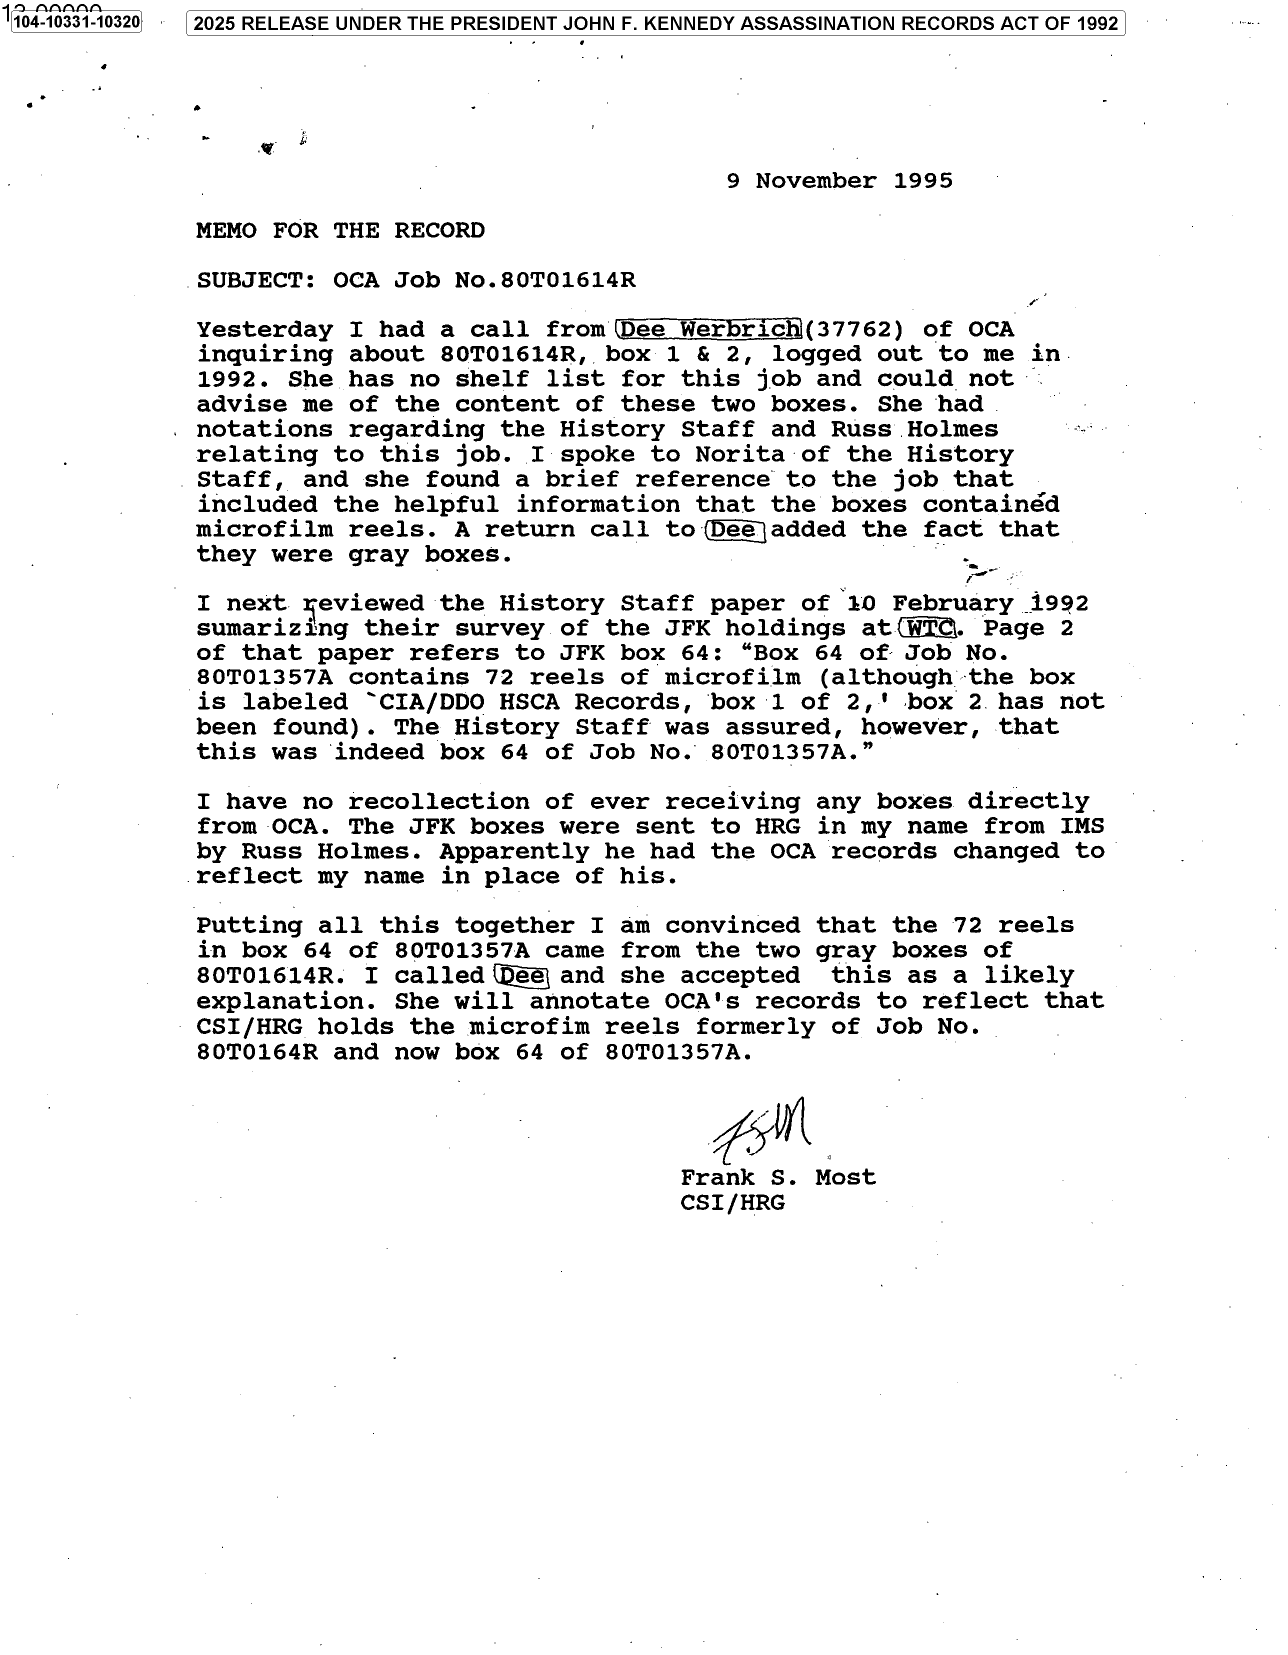 104-10331-10320
2025 RELEASE UNDER THE PRESIDENT JOHN F. KENNEDY ASSASSINATION RECORDS ACT OF 1992
9 November 1995
MEMO FOR THE RECORD
SUBJECT: OCA Job No.80T01614R
Yesterday I had a call from Dee Werbrich(37762) of OCA
inquiring about 80T01614R, box 1 & 2, logged out to me in
1992. She has no shelf list for this job and could not
advise me of the content of these two boxes. She had
notations regarding the History Staff and Russ Holmes
relating to this job. I spoke to Norita of the History
Staff, and she found a brief reference to the job that
included the helpful information that the boxes contained
microfilm reels. A return call to Dee added the fact that
they were gray boxes.
I next reviewed the History Staff paper of 10 February 1992
sumarizing their survey of the JFK holdings at WTC. Page 2
of that paper refers to JFK box 64: “Box 64 of Job No.
80T01357A contains 72 reels of microfilm (although the box
is labeled `CIA/DDO HSCA Records, box 1 of 2,' box 2 has not
been found). The History Staff was assured, however, that
this was indeed box 64 of Job No. 80T01357A.”
I have no recollection of ever receiving any boxes directly
from OCA. The JFK boxes were sent to HRG in my name from IMS
by Russ Holmes. Apparently he had the OCA records changed to
reflect my name in place of his.
Putting all this together I am convinced that the 72 reels
in box 64 of 80T01357A came from the two gray boxes of
80T01614R. I called Dee and she accepted  this as a likely
explanation. She will annotate OCA's records to reflect that
CSI/HRG holds the microfim reels formerly of Job No.
80T0164R and now box 64 of 80T01357A.
FSM
Frank S. Most
CSI/HRG